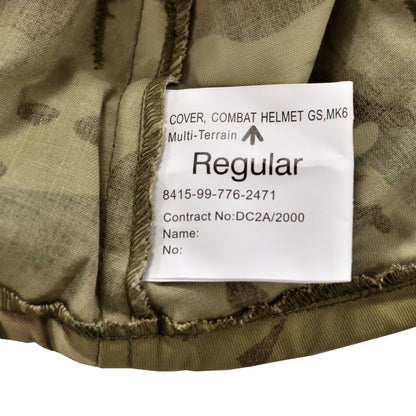 COVER, COMBAT HELMET GS,MK6
Multi-Terrain
Regular
8415-99-776-2471
Contract No:DC2A/2000
Name:
No: